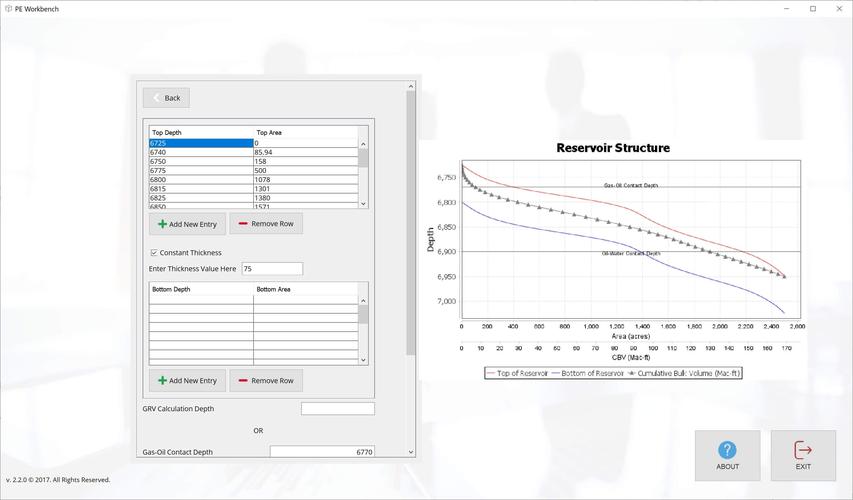 PE Workbench
Back
Top Depth Top Area
6725 0
6740 85.94
6750 158
6775 500
6800 1078
6815 1301
6825 1380
6850 1571
Add New Entry Remove Row
Constant Thickness
Enter Thickness Value Here 75
Bottom Depth Bottom Area
Add New Entry Remove Row
GRV Calculation Depth
OR
Gas-Oil Contact Depth 6770
Reservoir Structure
Depth
6,750
6,800
6,850
6,900
6,950
7,000
Gas-Oil Contact Depth
Oil-Water Contact Depth
0 200 400 600 800 1,000 1,200 1,400 1,600 1,800 2,000 2,200 2,400 2,600
Area (acres)
0 10 20 30 40 50 60 70 80 90 100 110 120 130 140 150 160 170
CBV (Mac-ft)
Top of Reservoir Bottom of Reservoir Cumulative Bulk Volume (Mac-ft)
ABOUT
EXIT
v. 2.2.0 © 2017. All Rights Reserved.